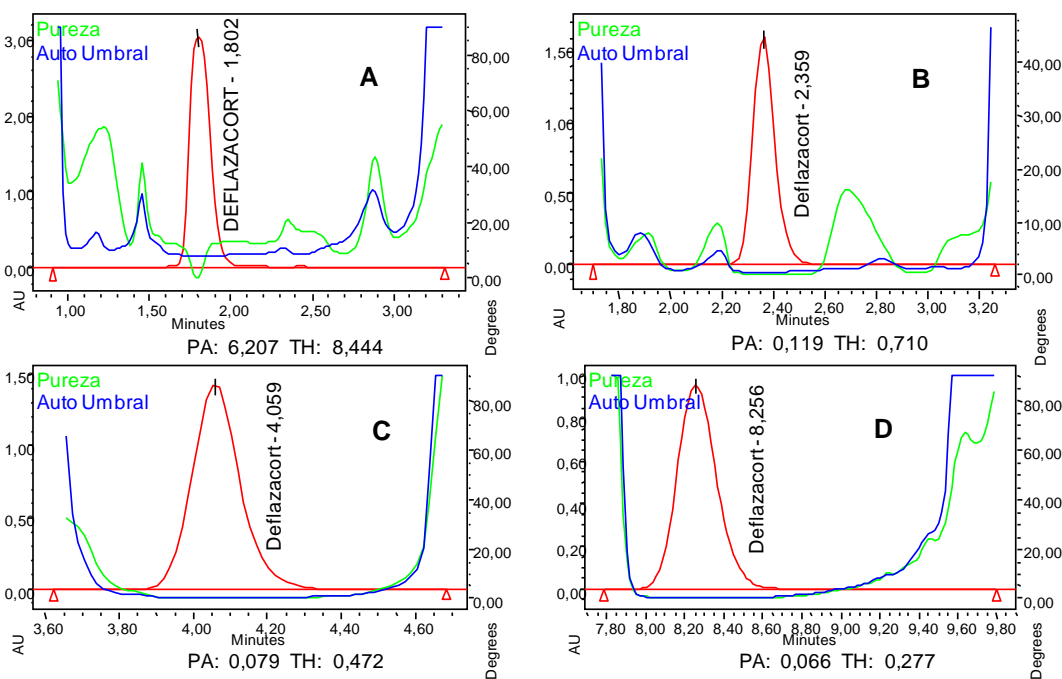 Pureza
Auto Umbral
A
DEFLAZACORT - 1,802
3,00
2,00
1,00
0,00
80,00
60,00
40,00
20,00
0,00
AU
Degrees
1,00 1,50 2,00 2,50 3,00
Minutes
PA: 6,207 TH: 8,444
Pureza
Auto Umbral
B
Deflazacort - 2,359
1,50
1,00
0,50
0,00
40,00
30,00
20,00
10,00
0,00
AU
Degrees
1,80 2,00 2,20 2,40 2,60 2,80 3,00 3,20
Minutes
PA: 0,119 TH: 0,710
Pureza
Auto Umbral
C
Deflazacort - 4,059
1,50
1,00
0,50
0,00
80,00
60,00
40,00
20,00
0,00
AU
Degrees
3,60 3,80 4,00 4,20 4,40 4,60
Minutes
PA: 0,079 TH: 0,472
Pureza
Auto Umbral
D
Deflazacort - 8,256
1,00
0,80
0,60
0,40
0,20
0,00
80,00
60,00
40,00
20,00
0,00
AU
Degrees
7,80 8,00 8,20 8,40 8,60 8,80 9,00 9,20 9,40 9,60 9,80
Minutes
PA: 0,066 TH: 0,277